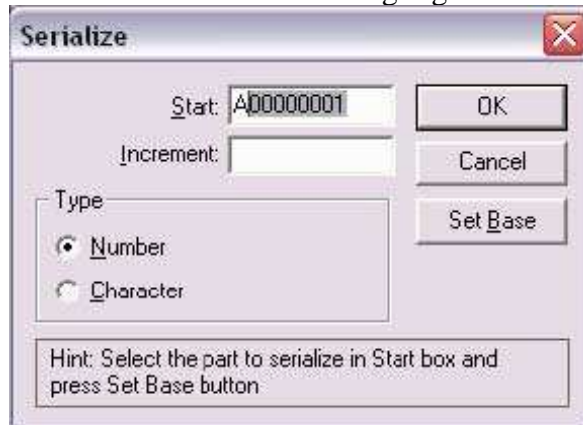 Serialize
Start: A00000001
OK
Increment:
Cancel
Type
Set Base
Number
Character
Hint: Select the part to serialize in Start box and
press Set Base button